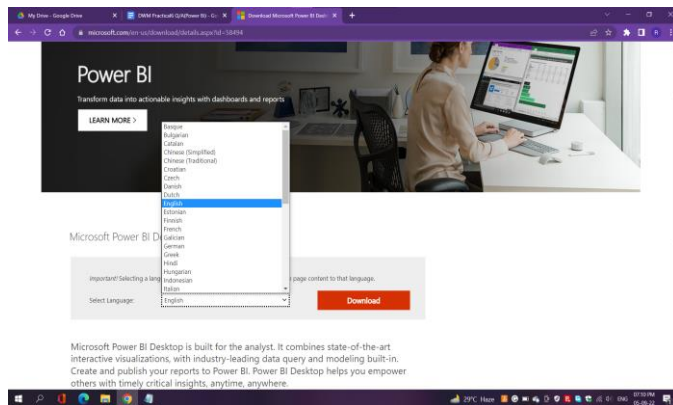 My Drive - Google Drive
DWM Practical6 Q/A(Power BI) - G
Download Microsoft Power BI Desk
microsoft.com/en-us/download/details.aspx?id=58494
Power BI
Transform data into actionable insights with dashboards and reports
LEARN MORE >
Basque
Bulgarian
Catalan
Chinese (Simplified)
Chinese (Traditional)
Croatian
Czech
Danish
Dutch
English
Estonian
Finnish
French
Galician
German
Greek
Hindi
Hungarian
Indonesian
Italian
Microsoft Power BI D
Important! Selecting a lang
page content to that language.
Select Language:
English
Download
Microsoft Power BI Desktop is built for the analyst. It combines state-of-the-art
interactive visualizations, with industry-leading data query and modeling built-in.
Create and publish your reports to Power BI. Power BI Desktop helps you empower
others with timely critical insights, anytime, anywhere.
29°C Haze
ENG
07:10 PM
05-09-22